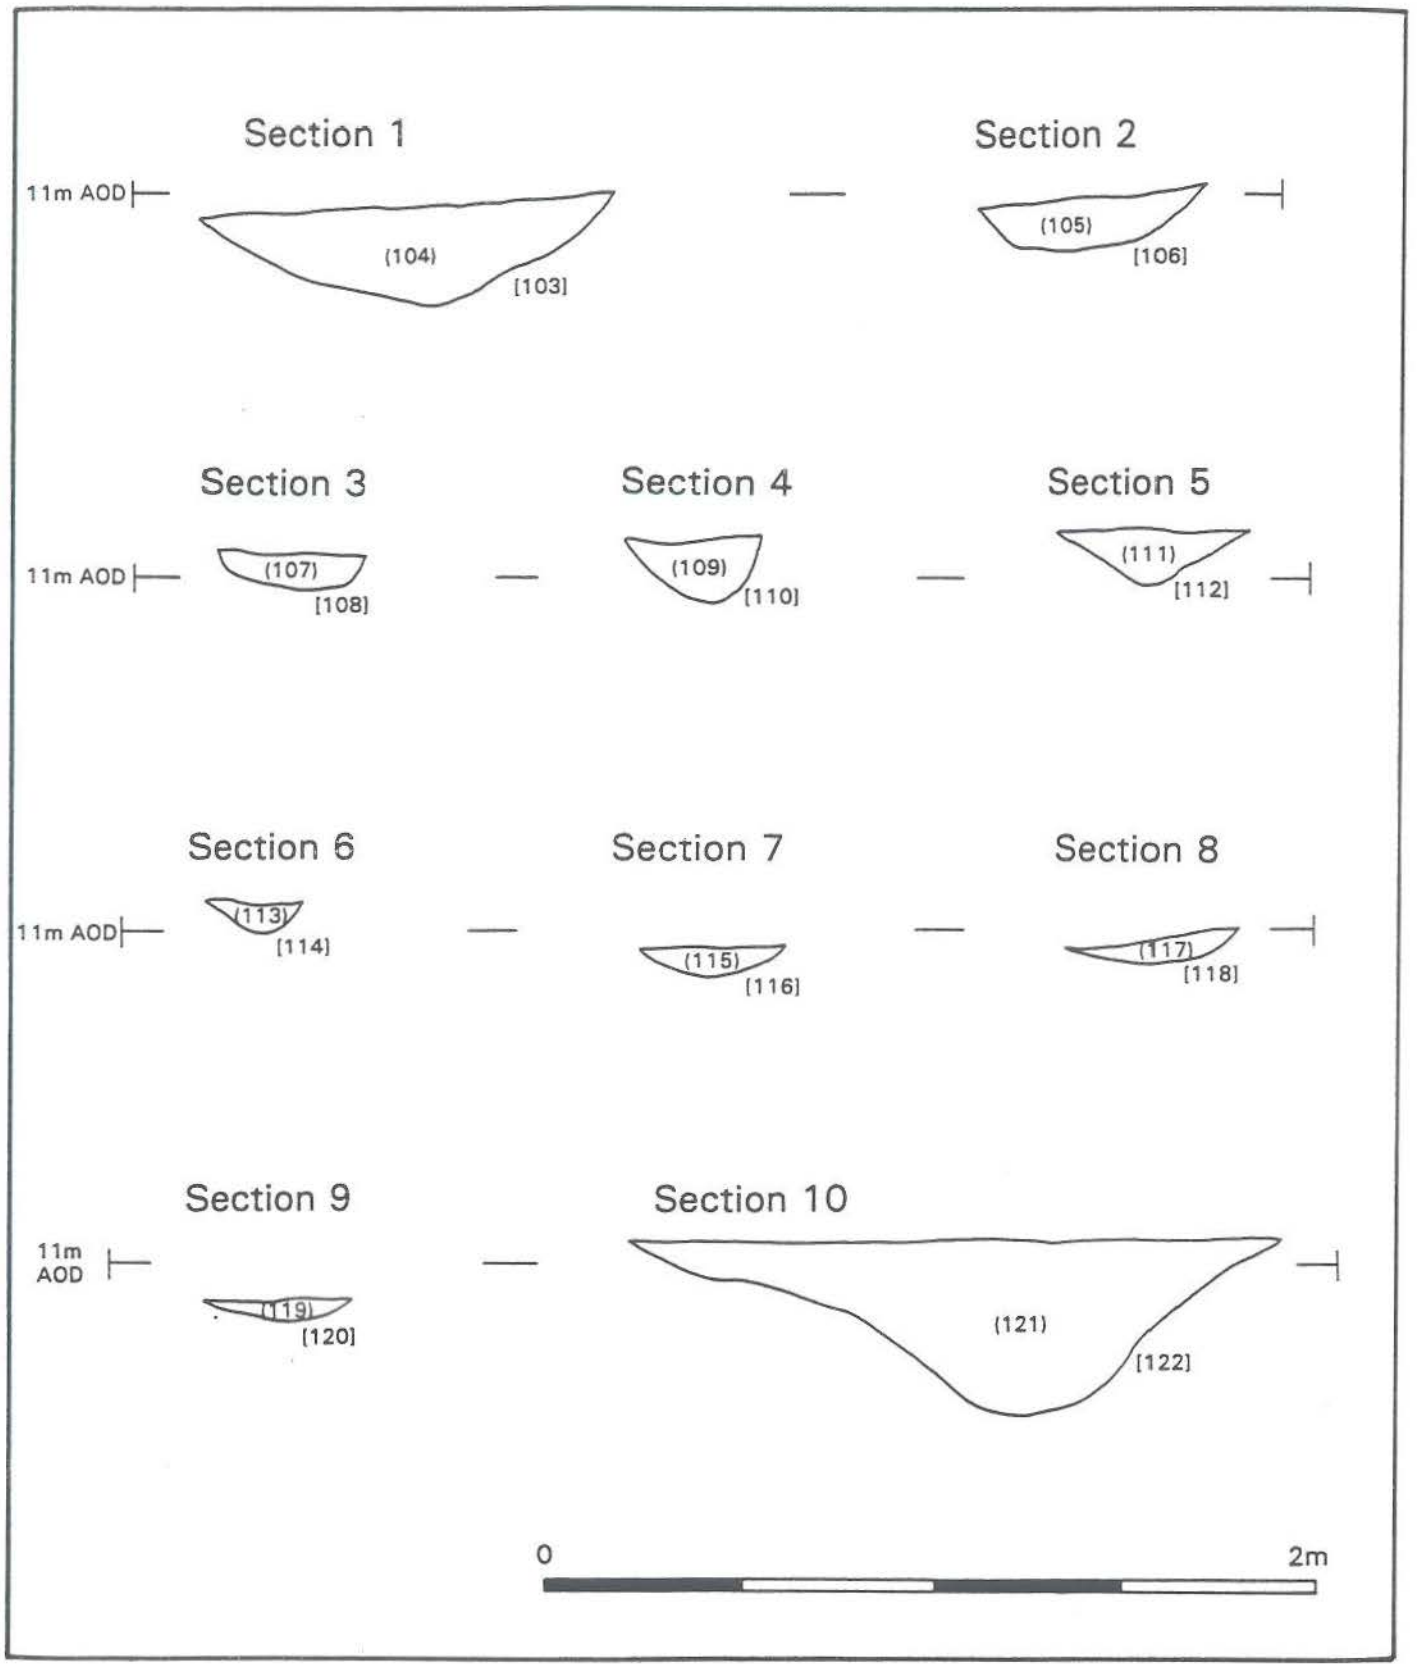 Section 1
Section 2
11m AOD
(104)
[103]
(105)
[106]
Section 3
Section 4
Section 5
11m AOD
(107)
[108]
(109)
[110]
(111)
[112]
Section 6
Section 7
Section 8
11m AOD
(113)
[114]
(115)
[116]
(117)
[118]
Section 9
Section 10
11m
AOD
(119)
[120]
(121)
[122]
0
2m